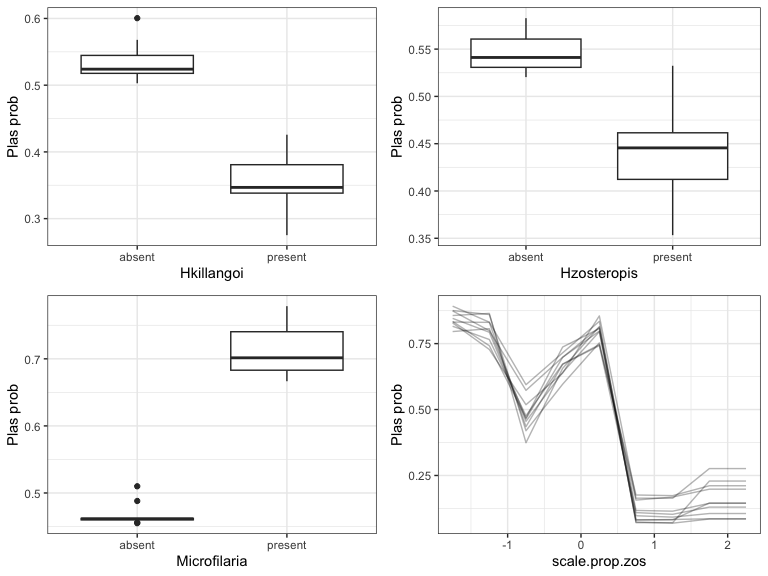 0.6
0.5
0.4
0.3
Plas prob
absent present
Hkillangoi
0.55
0.50
0.45
0.40
0.35
Plas prob
absent present
Hzosteropis
0.7
0.6
0.5
Plas prob
absent present
Microfilaria
0.75
0.50
0.25
Plas prob
-1 0 1 2
scale.prop.zos